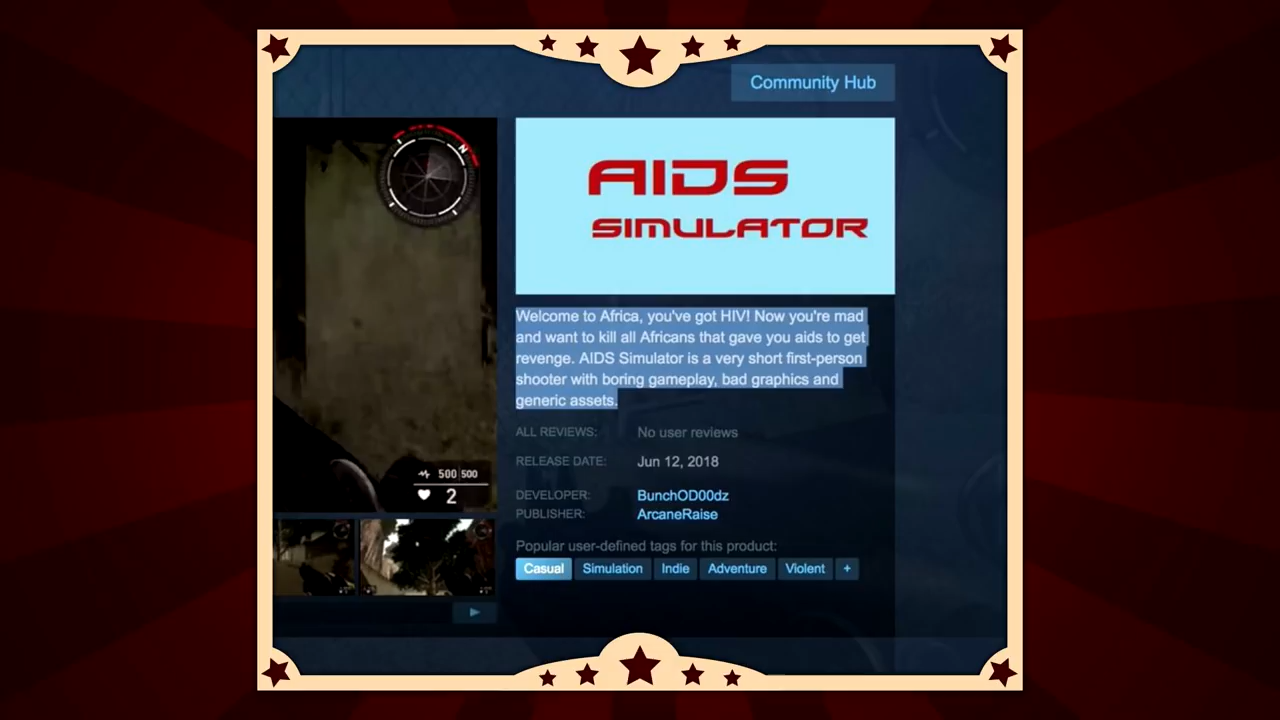 Community Hub
N
AIDS
SIMULATOR
Welcome to Africa, you've got HIV! Now you're mad
and want to kill all Africans that gave you aids to get
revenge. AIDS Simulator is a very short first-person
shooter with boring gameplay, bad graphics and
generic assets.
ALL REVIEWS: No user reviews
RELEASE DATE: Jun 12, 2018
500 500
2
DEVELOPER: BunchOD00dz
PUBLISHER: ArcaneRaise
Popular user-defined tags for this product:
Casual Simulation Indie Adventure Violent +